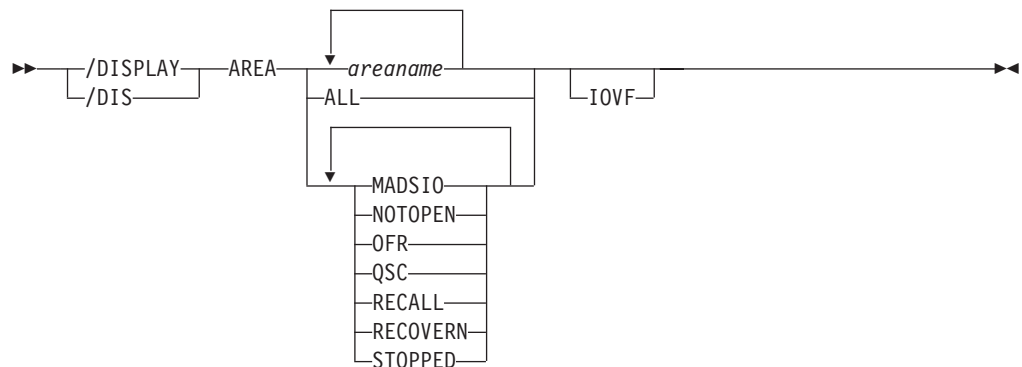 /DISPLAY AREA areaname
/DIS ALL IOVF
MADSIO
NOTOPEN
OFR
QSC
RECALL
RECOVERN
STOPPED